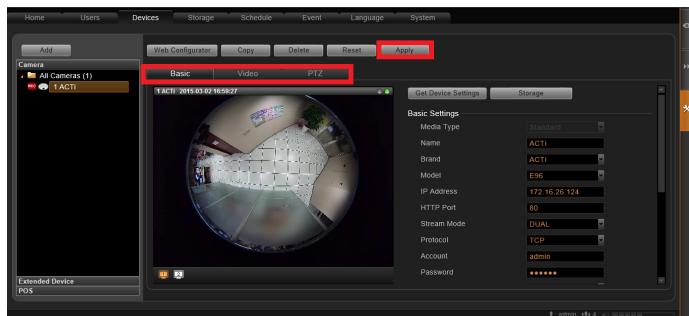 Home Users Devices Storage Schedule Event Language System
Add Web Configurator Copy Delete Reset Apply
Camera
All Cameras (1)
REC 1 ACTi
Basic Video PTZ
1 ACTi 2015-03-02 16:59:27
Get Device Settings Storage
Basic Settings
Media Type Standard
Name ACTi
Brand ACTi
Model E96
IP Address 172.16.26.124
HTTP Port 80
Stream Mode DUAL
Protocol TCP
Account admin
Password ●●●●●●
1 2
Extended Device
POS